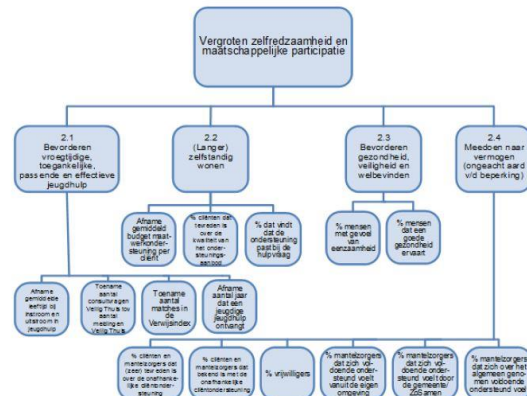 Vergroten zelfredzaamheid en
maatschappelijke participatie
2.1
Bevorderen
vroegtijdige,
toegankelijke,
passende en effectieve
jeugdhulp
2.2
(Langer)
zelfstandig
wonen
2.3
Bevorderen
gezondheid,
veiligheid en
welbevinden
2.4
Meedoen naar
vermogen
(ongeacht aard
v/d beperking)
Afname
gemiddeld
budget maat-
werkonder-
steuning per
cliënt
% cliënten dat
tevreden is
over de
kwaliteit van
het onder-
steunings-
aanbod
% dat vindt
dat de
ondersteuning
past bij de
hulpvraag
% mensen
met gevoel
van
eenzaamheid
% mensen
dat een
goede
gezondheid
ervaart
Afname
gemiddelde
leeftijd bij
instroom en
uitstroom in
jeugdhulp
Toename
aantal
consultvragen
Veilig Thuis tov
aantal
meldingen
Veilig Thuis
Toename
aantal
matches in
de
Verwijsindex
Afname
aantal jaar
dat een
jeugdige
jeugdhulp
ontvangt
% cliënten en
mantelzorgers
dat (zeer) tevreden
is over de
onafhankelijke
cliëntonder-
steuning
% cliënten en
mantelzorgers dat
bekend is met de
onafhankelijke
cliëntondersteuning
% vrijwilligers
% mantelzorgers
dat zich vol-
doende onder-
steund voelt
vanuit de eigen
omgeving
% mantelzorgers
dat zich vol-
doende onder-
steund voelt door
de gemeente/
ZoSamen
% mantelzorgers
dat zich over het
algemeen geno-
men voldoende
ondersteund voelt